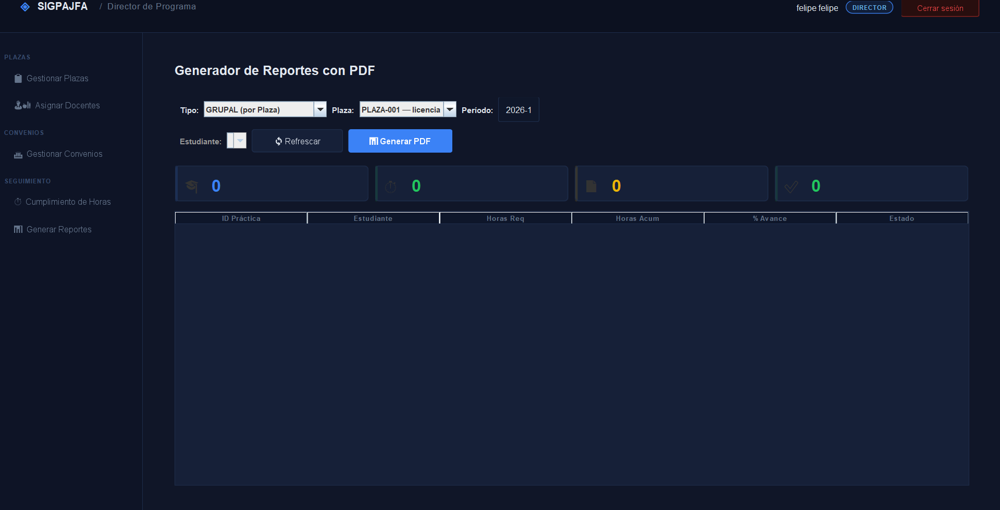 SIGPAJFA / Director de Programa
felipe felipe DIRECTOR Cerrar sesión
PLAZAS
Gestionar Plazas
Asignar Docentes
CONVENIOS
Gestionar Convenios
SEGUIMIENTO
Cumplimiento de Horas
Generar Reportes
Generador de Reportes con PDF
Tipo: GRUPAL (por Plaza) Plaza: PLAZA-001 — licencia Período: 2026-1
Estudiante: Refrescar Generar PDF
0 0 0 0
ID Práctica Estudiante Horas Req Horas Acum % Avance Estado